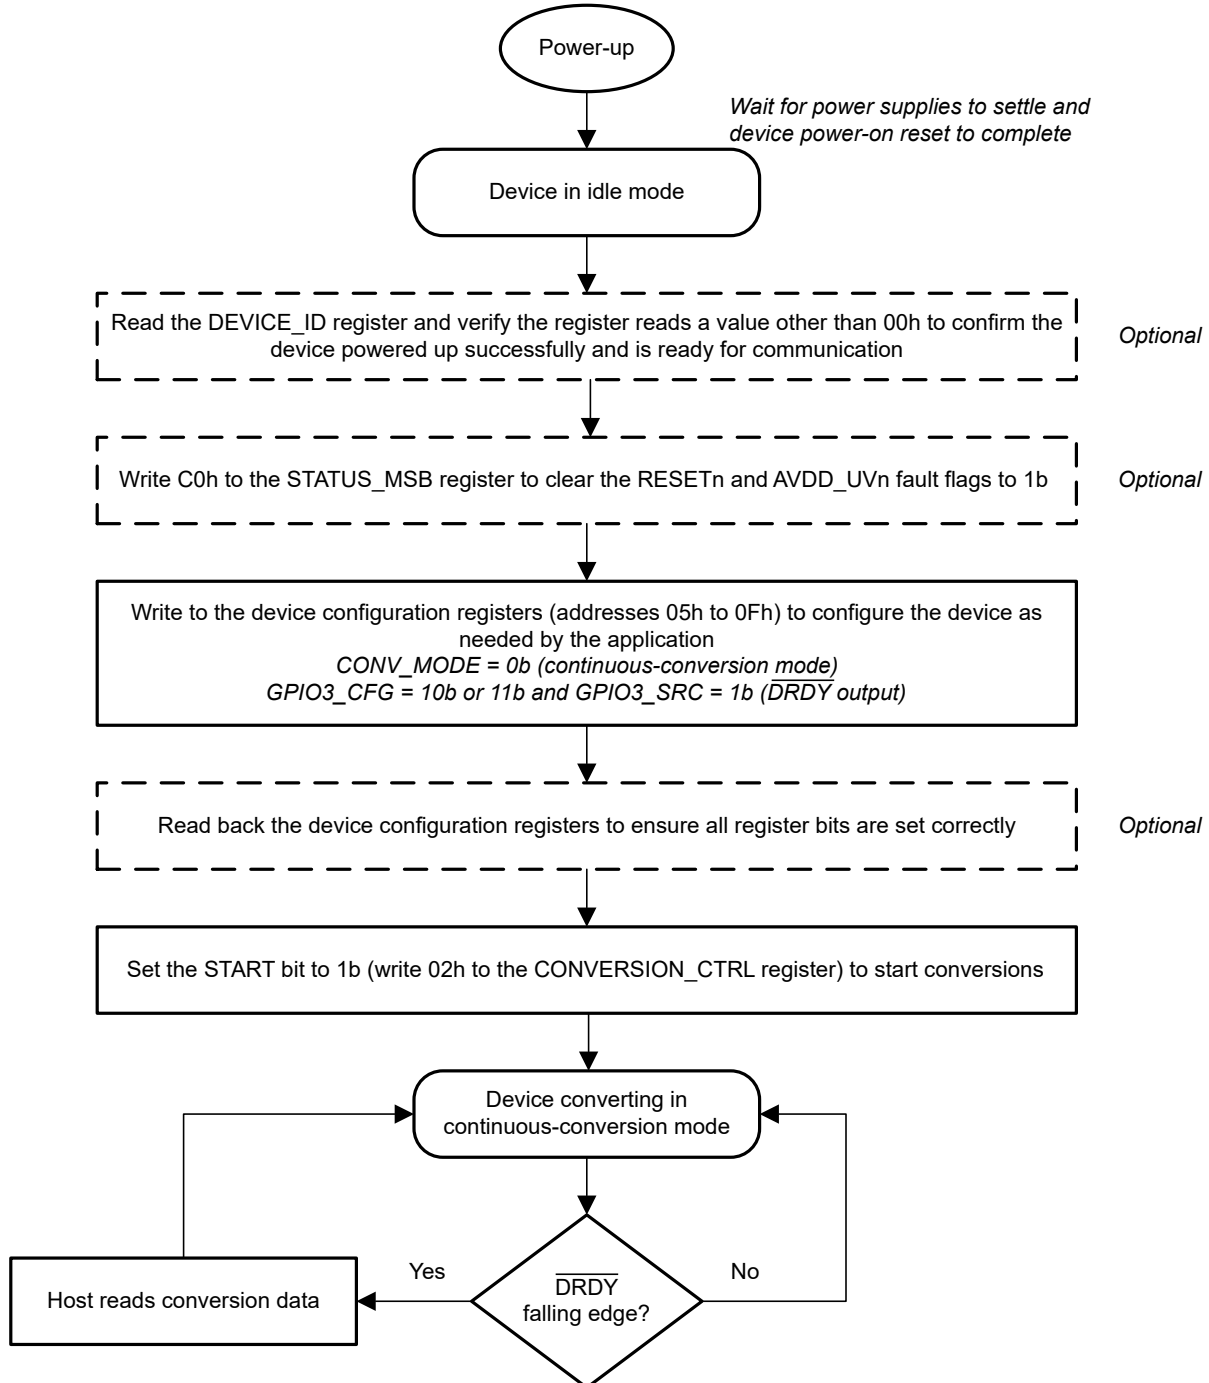 Power-up
Wait for power supplies to settle and
device power-on reset to complete
Device in idle mode
Read the DEVICE_ID register and verify the register reads a value other than 00h to confirm the
device powered up successfully and is ready for communication
Optional
Write C0h to the STATUS_MSB register to clear the RESETn and AVDD_UVn fault flags to 1b
Optional
Write to the device configuration registers (addresses 05h to 0Fh) to configure the device as
needed by the application
CONV_MODE = 0b (continuous-conversion mode)
GPIO3_CFG = 10b or 11b and GPIO3_SRC = 1b (D̅R̅D̅Y̅ output)
Read back the device configuration registers to ensure all register bits are set correctly
Optional
Set the START bit to 1b (write 02h to the CONVERSION_CTRL register) to start conversions
Device converting in
continuous-conversion mode
Yes
D̅R̅D̅Y̅
falling edge?
No
Host reads conversion data